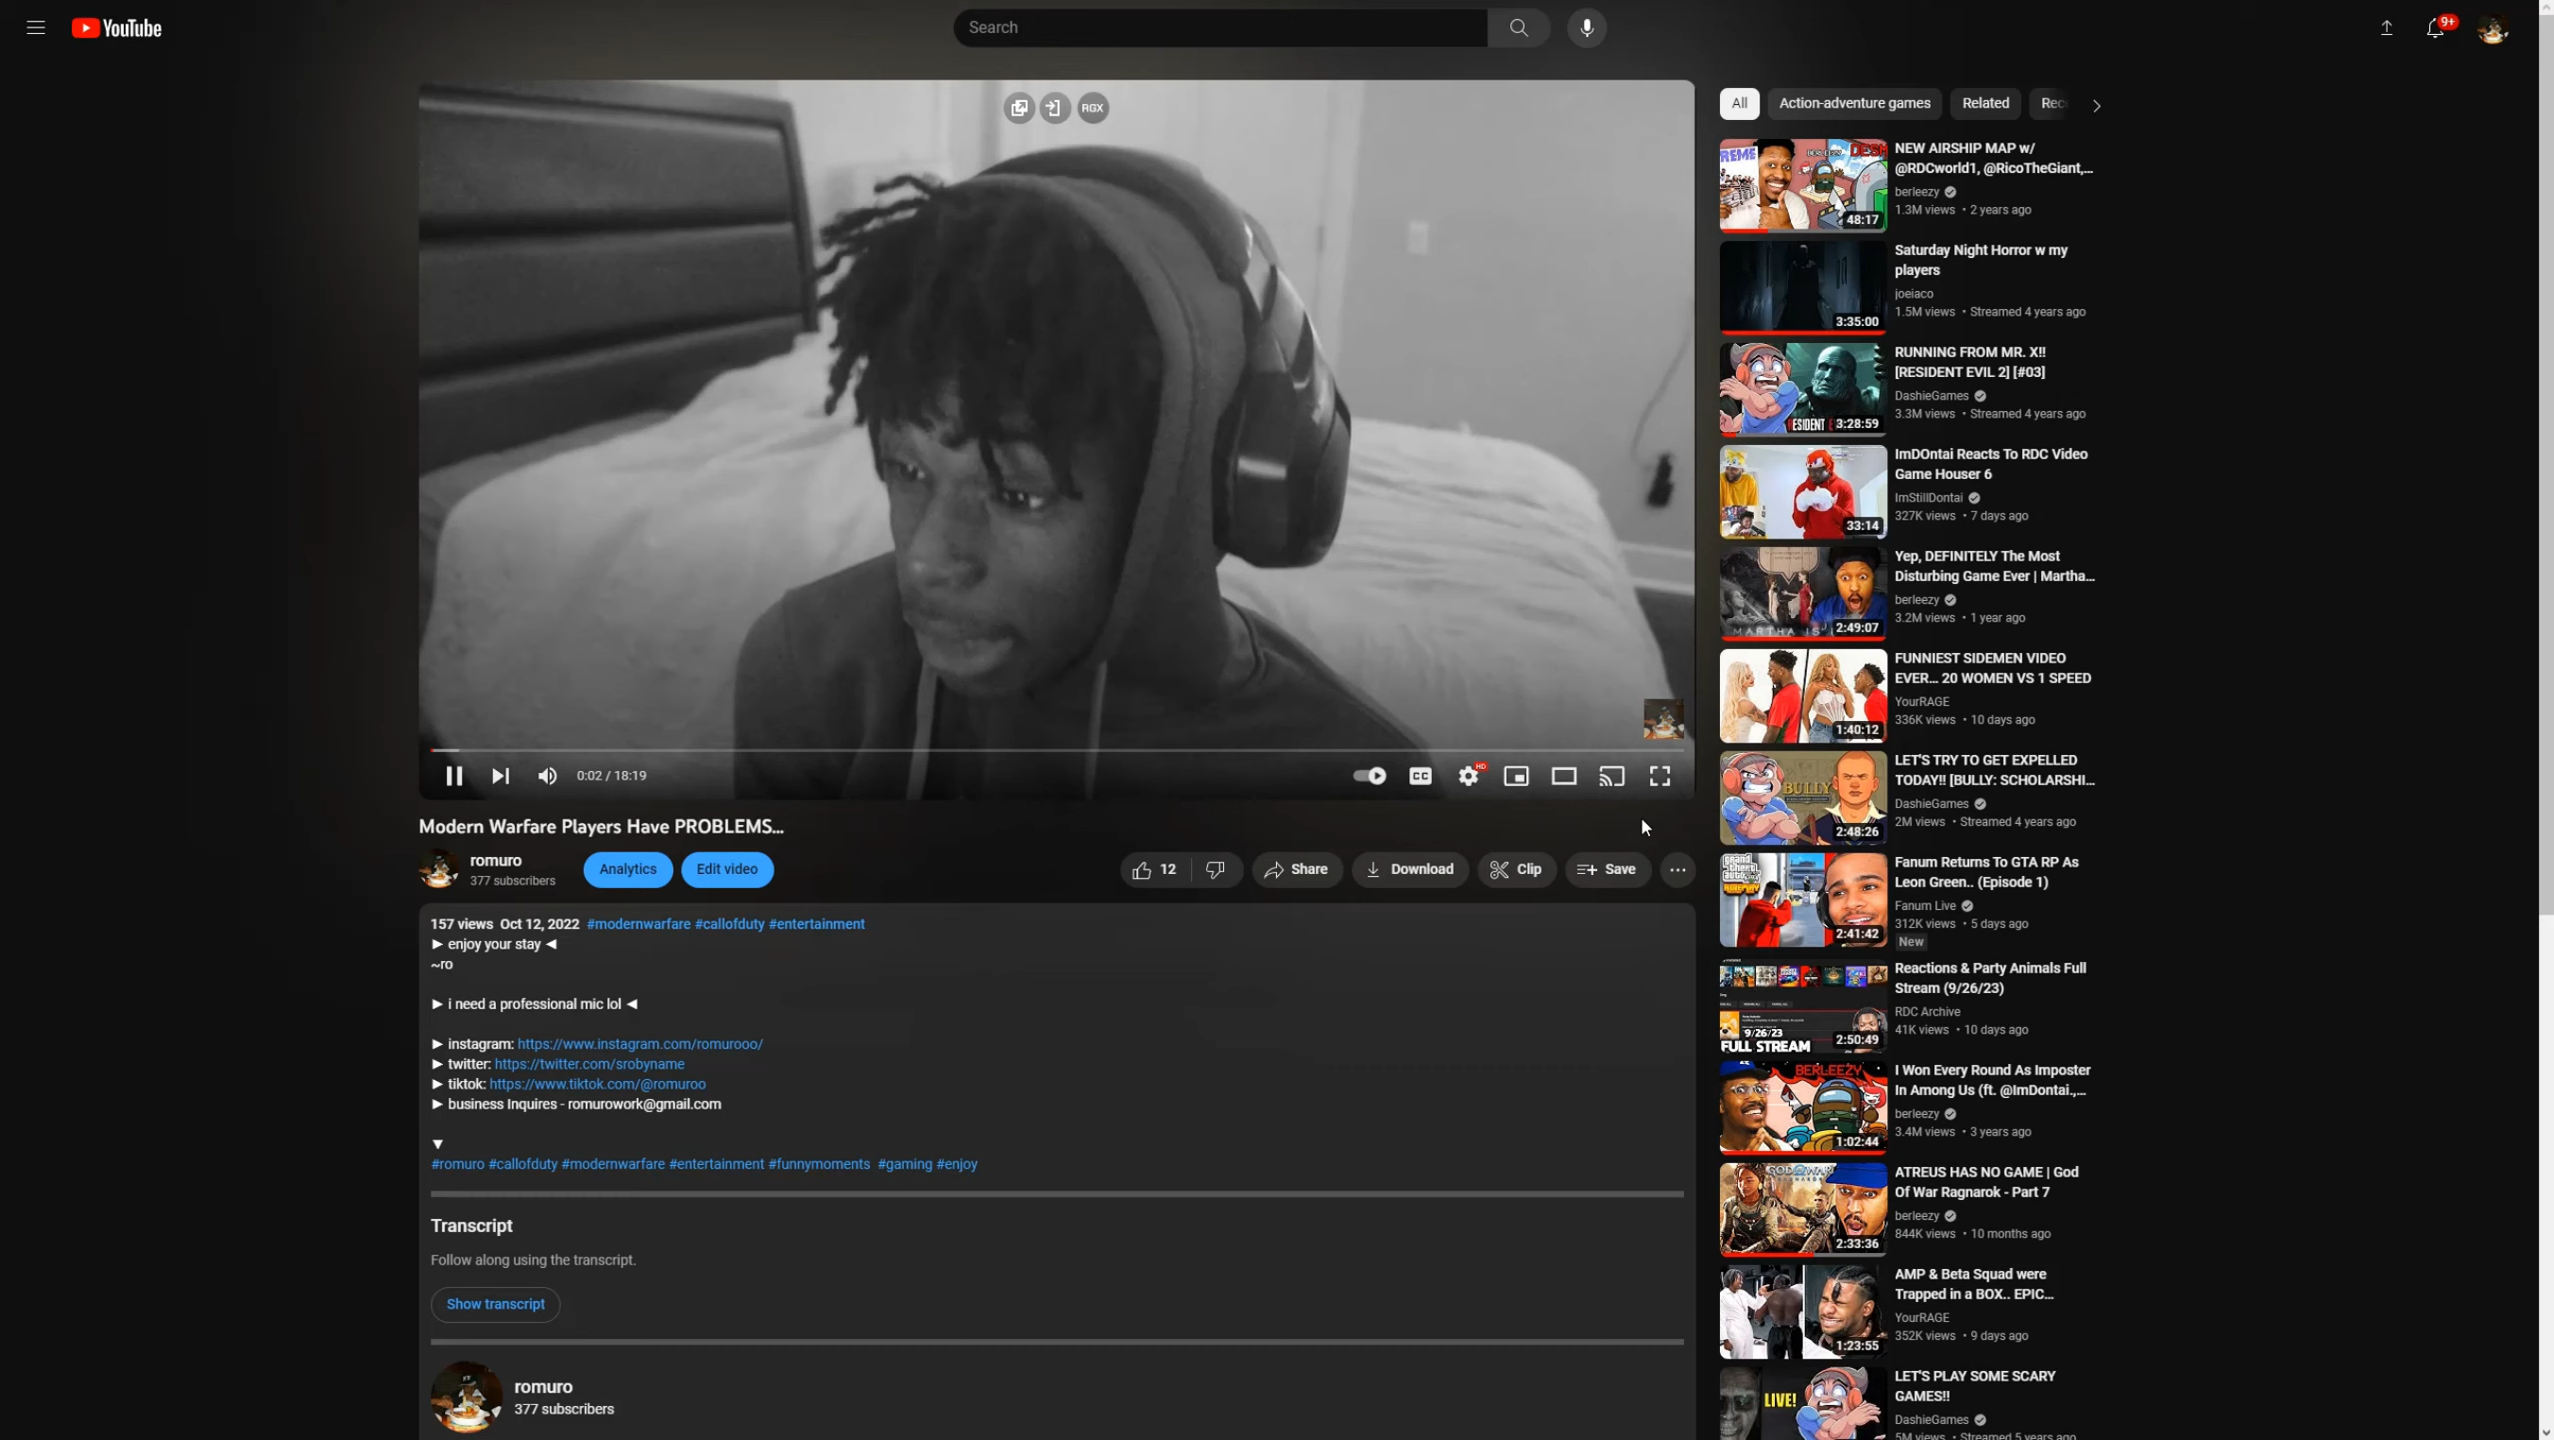 YouTube
Search
9+
RGX
0:02 / 18:19
CC
HD
Modern Warfare Players Have PROBLEMS...
romuro
377 subscribers
Analytics
Edit video
12
Share
Download
Clip
Save
157 views Oct 12, 2022 #modernwarfare #callofduty #entertainment
► enjoy your stay ◄
~ro
► i need a professional mic lol ◄
► instagram: https://www.instagram.com/romurooo/
► twitter: https://twitter.com/srobyname
► tiktok: https://www.tiktok.com/@romuroo
► business Inquires - romurowork@gmail.com
▼
#romuro #callofduty #modernwarfare #entertainment #funnymoments #gaming #enjoy
Transcript
Follow along using the transcript.
Show transcript
romuro
377 subscribers
All
Action-adventure games
Related
NEW AIRSHIP MAP w/
@RDCworld1, @RicoTheGiant,...
berleezy
1.3M views • 2 years ago
48:17
Saturday Night Horror w my
players
joeiaco
1.5M views • Streamed 4 years ago
3:35:00
RUNNING FROM MR. X!!
[RESIDENT EVIL 2] [#03]
DashieGames
3.3M views • Streamed 4 years ago
3:28:59
ImDOntai Reacts To RDC Video
Game Houser 6
ImStillDontai
327K views • 7 days ago
33:14
Yep, DEFINITELY The Most
Disturbing Game Ever | Martha...
berleezy
3.2M views • 1 year ago
MARTHA IS
2:49:07
FUNNIEST SIDEMEN VIDEO
EVER... 20 WOMEN VS 1 SPEED
YourRAGE
336K views • 10 days ago
1:40:12
LET'S TRY TO GET EXPELLED
TODAY!! [BULLY: SCHOLARSHI...
DashieGames
2M views • Streamed 4 years ago
BULLY
2:48:26
Fanum Returns To GTA RP As
Leon Green.. (Episode 1)
Fanum Live
312K views • 5 days ago
New
2:41:42
Reactions & Party Animals Full
Stream (9/26/23)
RDC Archive
41K views • 10 days ago
9/26/23
FULL STREAM
2:50:49
I Won Every Round As Imposter
In Among Us (ft. @ImDontai.,...
berleezy
3.4M views • 3 years ago
BERLEEZY
1:02:44
ATREUS HAS NO GAME | God
Of War Ragnarok - Part 7
berleezy
844K views • 10 months ago
2:33:36
AMP & Beta Squad were
Trapped in a BOX.. EPIC...
YourRAGE
352K views • 9 days ago
1:23:55
LET'S PLAY SOME SCARY
GAMES!!
DashieGames
5M views • Streamed 5 years ago
LIVE!